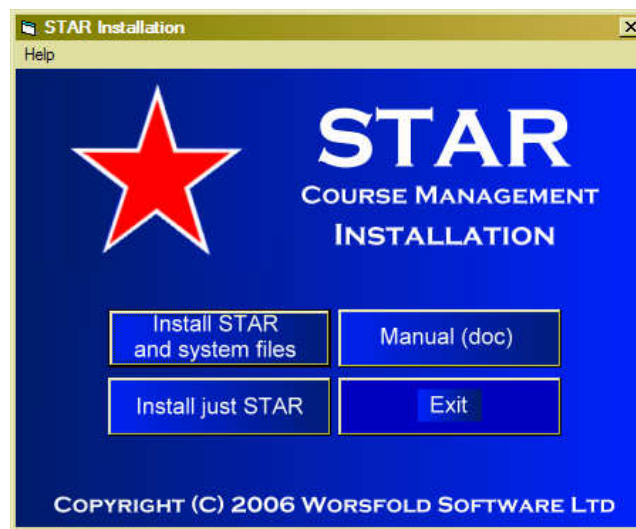 STAR Installation
Help
STAR
COURSE MANAGEMENT
INSTALLATION
Install STAR
and system files
Manual (doc)
Install just STAR
Exit
COPYRIGHT (C) 2006 WORSFOLD SOFTWARE LTD